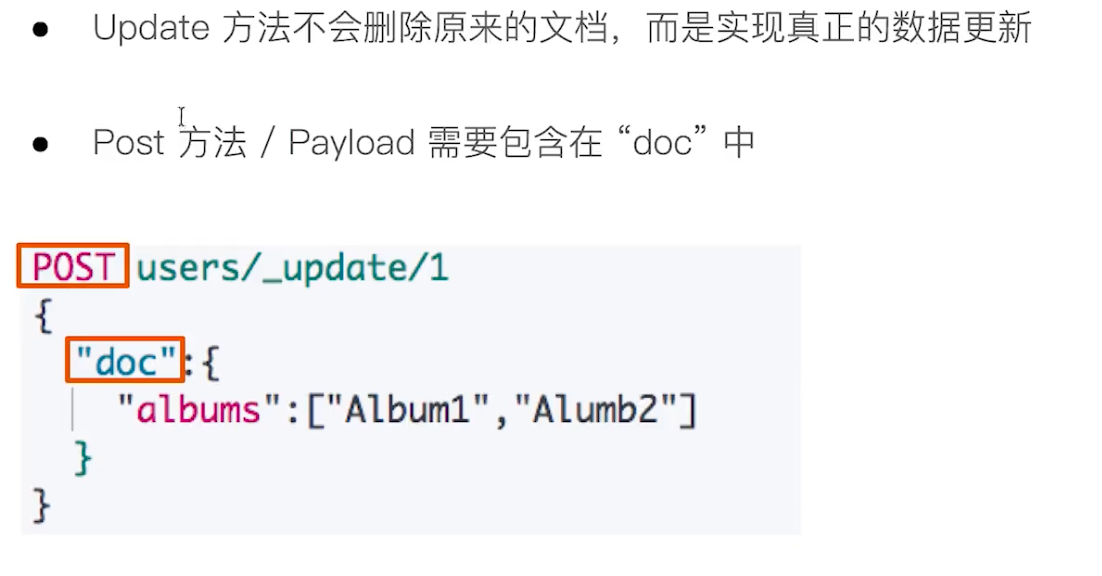 ● Update 方法不会删除原来的文档，而是实现真正的数据更新
● Post 方法 / Payload 需要包含在 “doc” 中
POST users/_update/1
{
"doc":{
"albums":["Album1","Alumb2"]
}
}